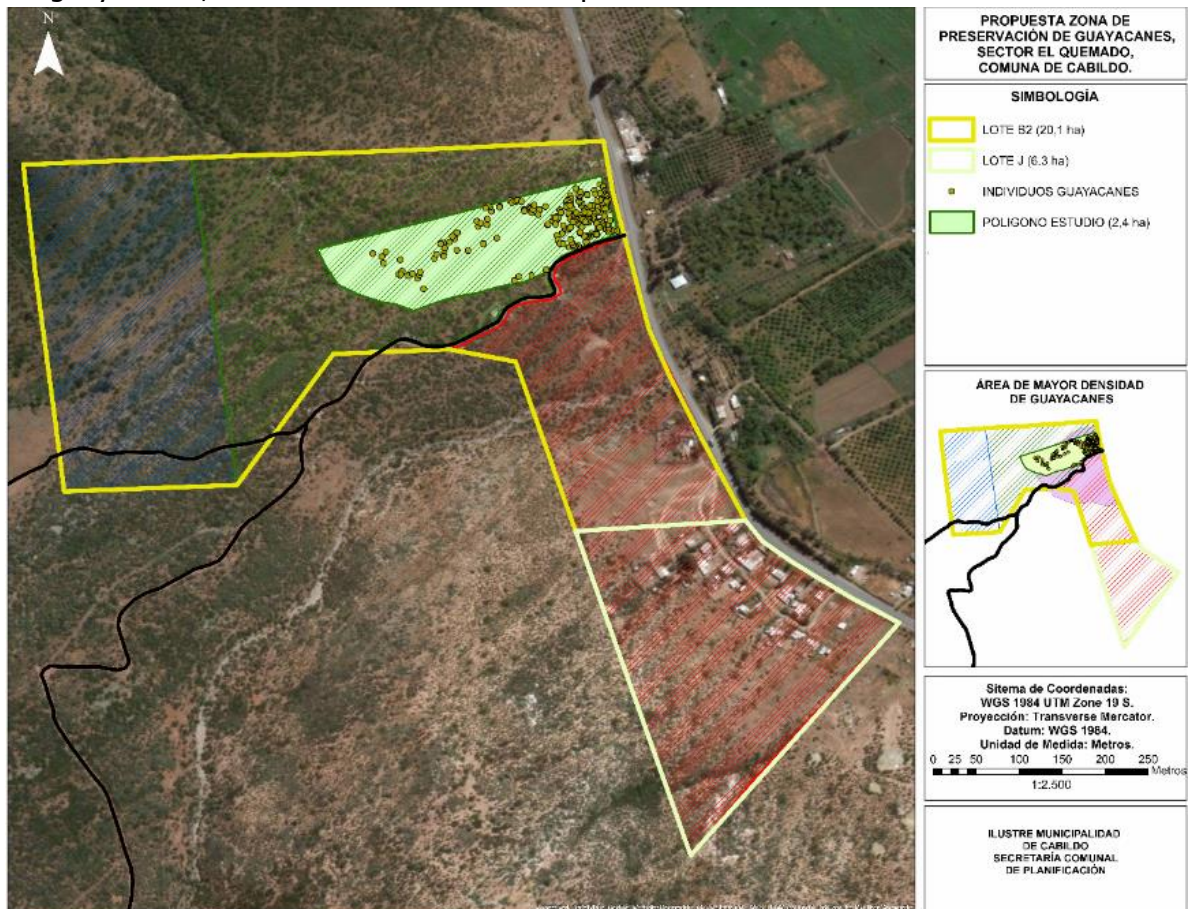 N
PROPUESTA ZONA DE
PRESERVACIÓN DE GUAYACANES,
SECTOR EL QUEMADO,
COMUNA DE CABILDO.
SIMBOLOGÍA
LOTE B2 (20,1 ha)
LOTE J (6.3 ha)
INDIVIDUOS GUAYACANES
POLIGONO ESTUDIO (2,4 ha)
ÁREA DE MAYOR DENSIDAD
DE GUAYACANES
Sitema de Coordenadas:
WGS 1984 UTM Zone 19 S.
Proyección: Transverse Mercator.
Datum: WGS 1984.
Unidad de Medida: Metros.
0 25 50 100 150 200 250
Metros
1:2.500
ILUSTRE MUNICIPALIDAD
DE CABILDO
SECRETARÍA COMUNAL
DE PLANIFICACIÓN